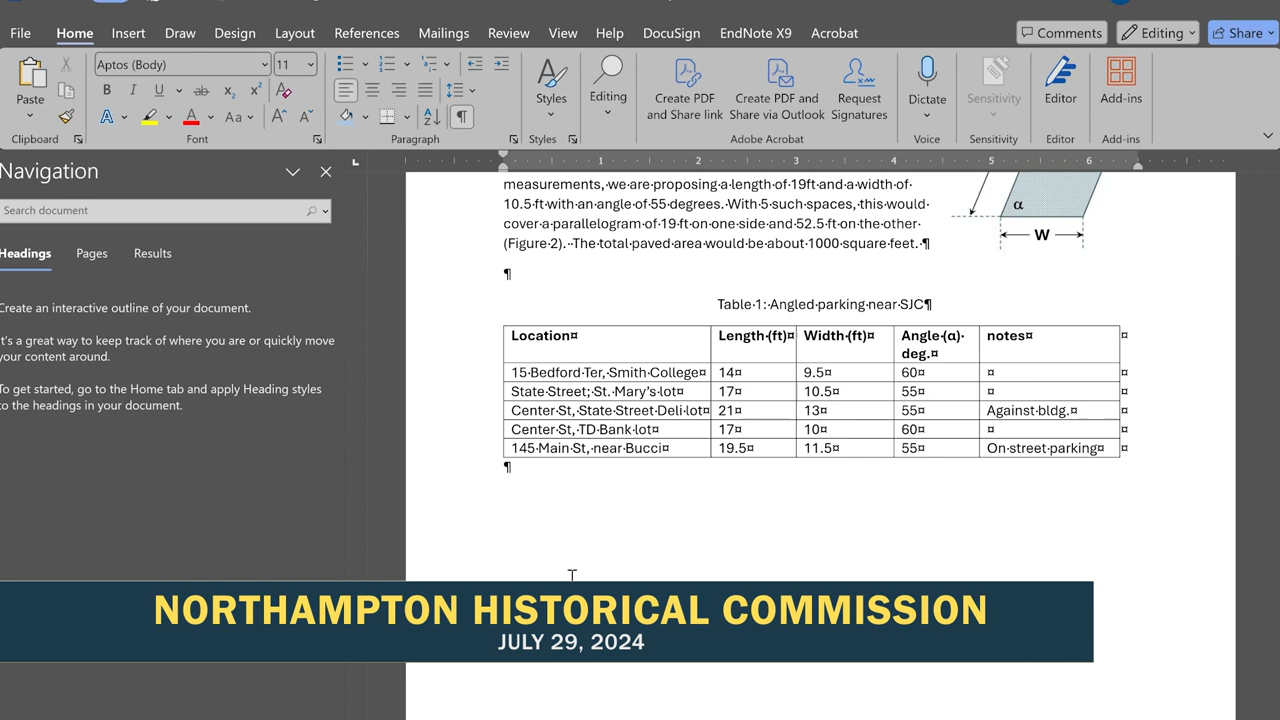 File Home Insert Draw Design Layout References Mailings Review View Help DocuSign EndNote X9 Acrobat Comments Editing Share
Aptos (Body) 11
Paste Styles Editing Create PDF and Share link Create PDF and Share via Outlook Request Signatures Dictate Sensitivity Editor Add-ins
Clipboard Font Paragraph Styles Adobe Acrobat Voice Sensitivity Editor Add-ins
Navigation
1 2 3 4 5 6
Search document
Headings Pages Results
Create an interactive outline of your document.
It's a great way to keep track of where you are or quickly move
your content around.
To get started, go to the Home tab and apply Heading styles
to the headings in your document.
measurements, we are proposing a length of 19ft and a width of
10.5 ft with an angle of 55 degrees. With 5 such spaces, this would
cover a parallelogram of 19 ft on one side and 52.5 ft on the other
(Figure 2). The total paved area would be about 1000 square feet. ¶
α
W
¶
Table 1: Angled parking near SJC¶
Location¤ Length (ft)¤ Width (ft)¤ Angle (α) deg.¤ notes¤ ¤
15 Bedford Ter, Smith College¤ 14¤ 9.5¤ 60¤ ¤ ¤
State Street; St. Mary's lot¤ 17¤ 10.5¤ 55¤ ¤ ¤
Center St, State Street Deli lot¤ 21¤ 13¤ 55¤ Against bldg.¤ ¤
Center St, TD Bank lot¤ 17¤ 10¤ 60¤ ¤ ¤
145 Main St, near Bucci¤ 19.5¤ 11.5¤ 55¤ On street parking¤ ¤
¶
NORTHAMPTON HISTORICAL COMMISSION
JULY 29, 2024